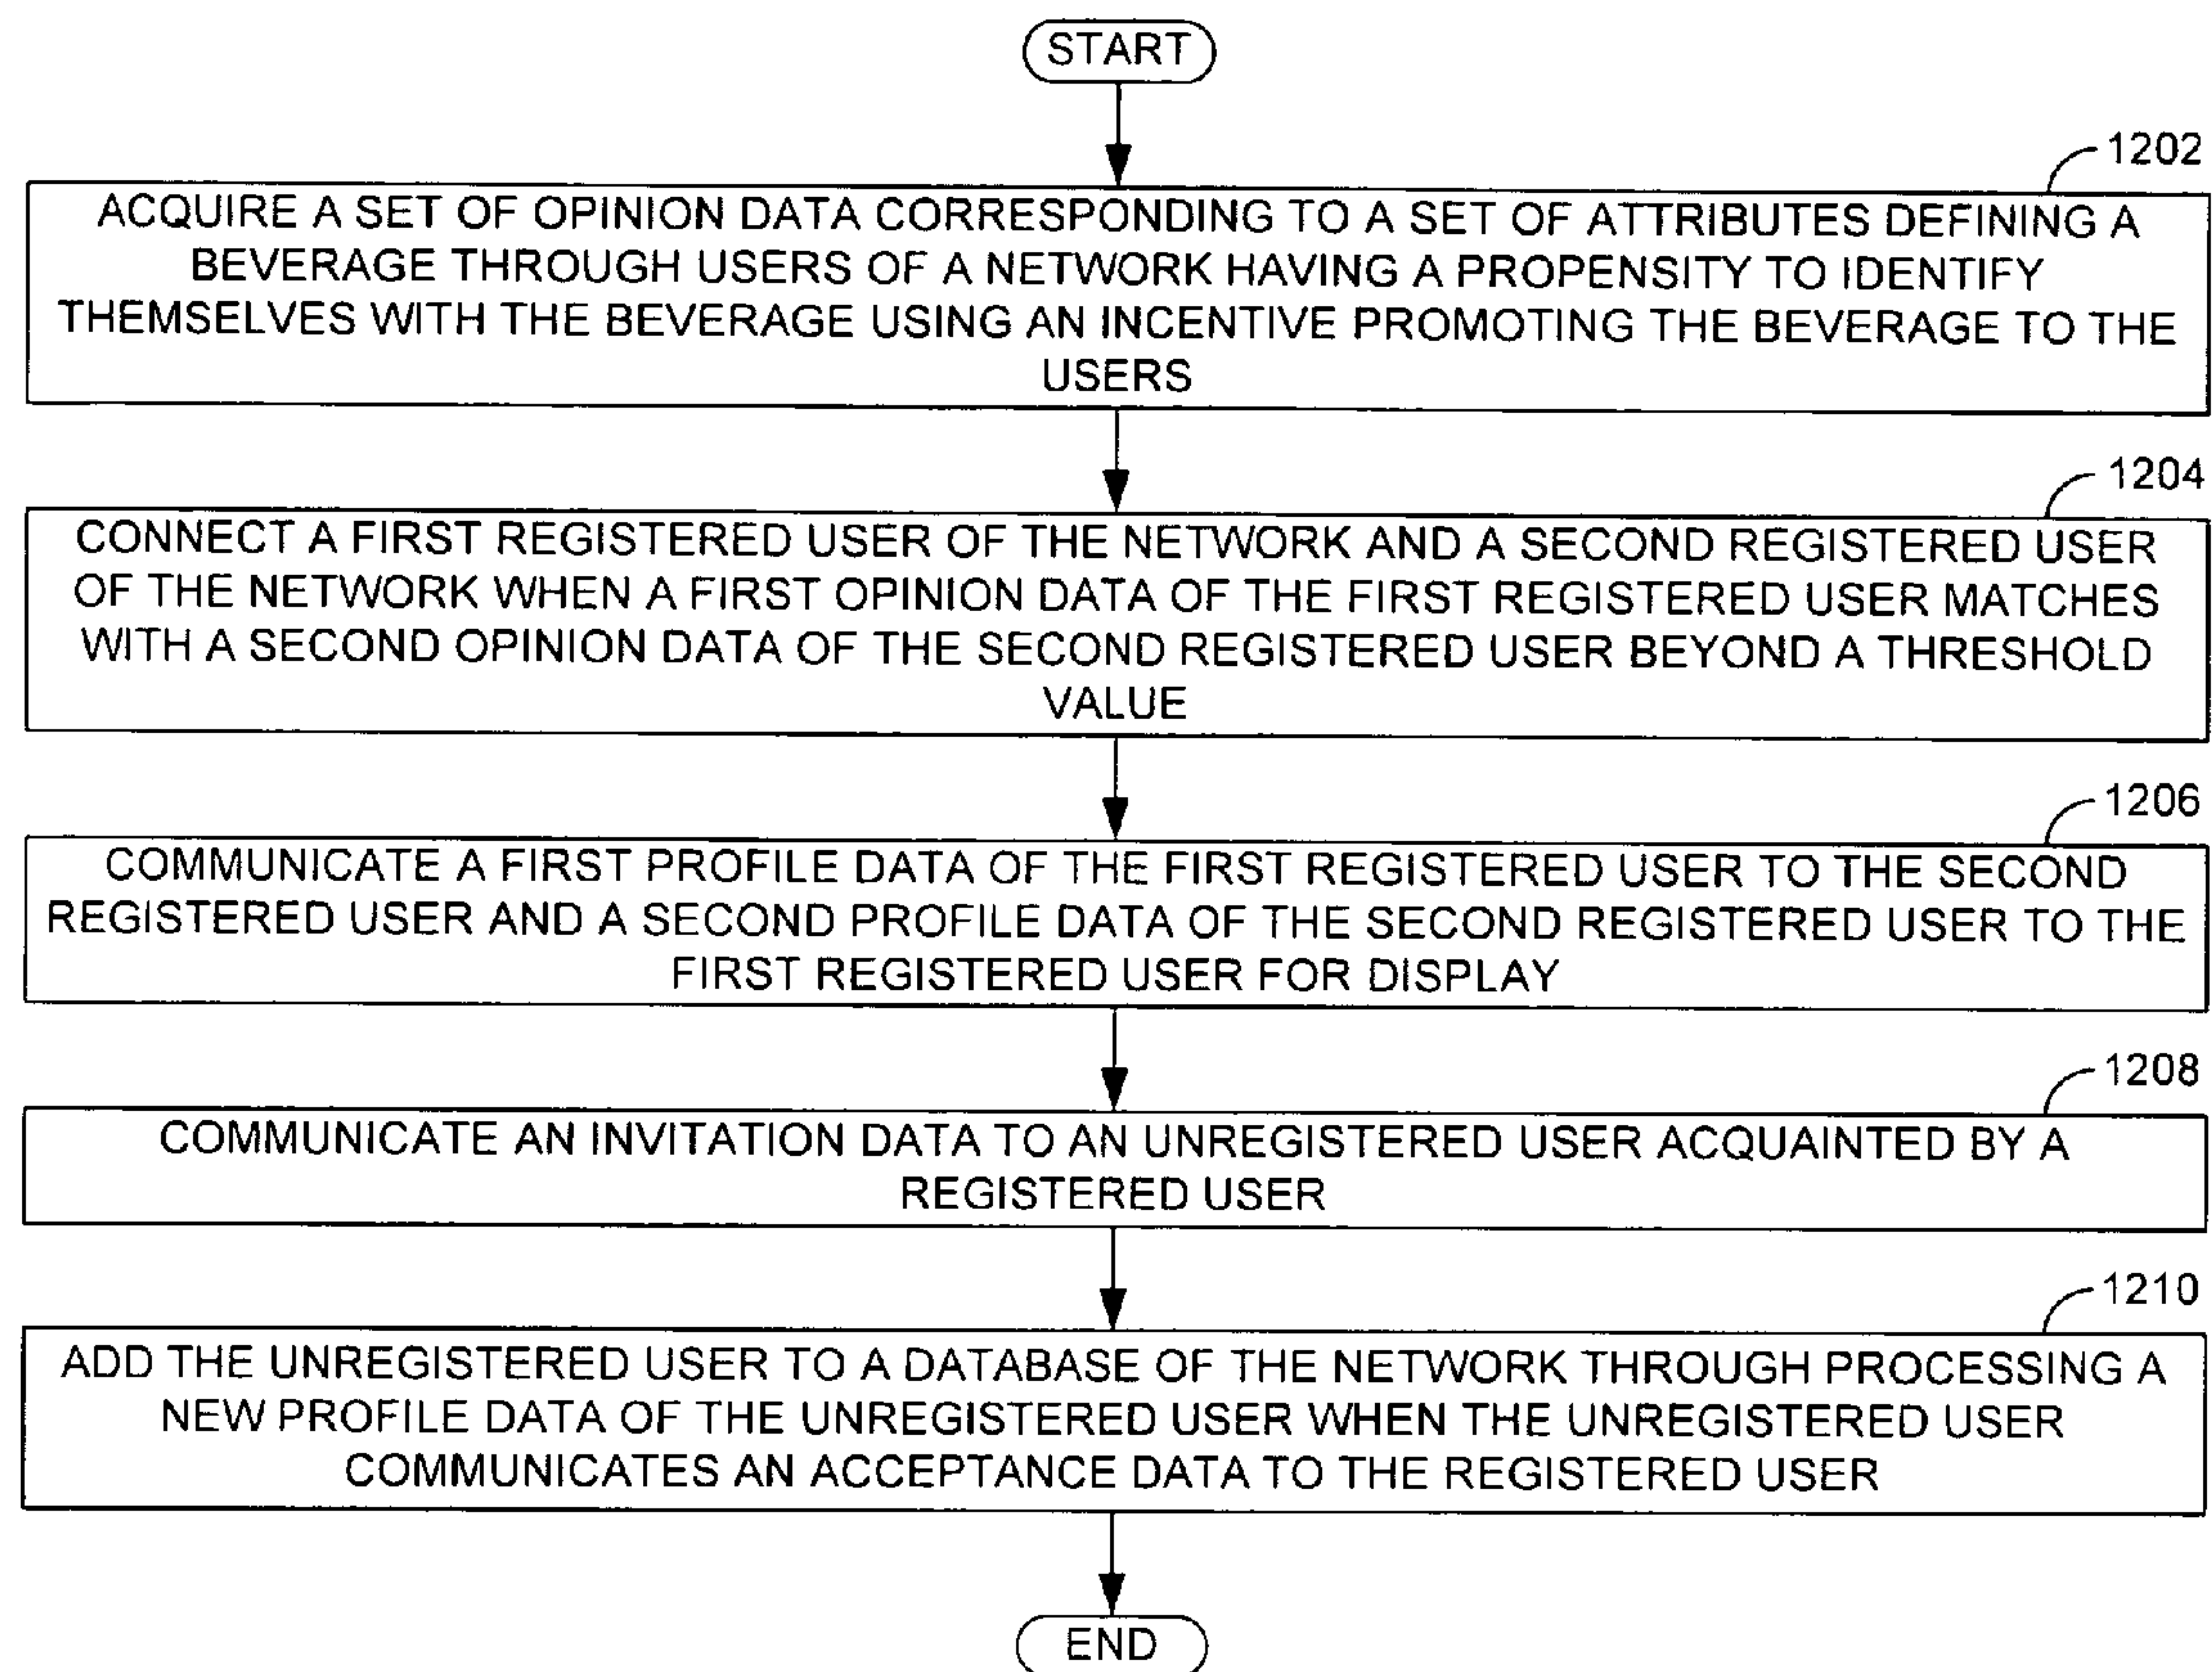 START
1202
ACQUIRE A SET OF OPINION DATA CORRESPONDING TO A SET OF ATTRIBUTES DEFINING A
BEVERAGE THROUGH USERS OF A NETWORK HAVING A PROPENSITY TO IDENTIFY
THEMSELVES WITH THE BEVERAGE USING AN INCENTIVE PROMOTING THE BEVERAGE TO THE
USERS
1204
CONNECT A FIRST REGISTERED USER OF THE NETWORK AND A SECOND REGISTERED USER
OF THE NETWORK WHEN A FIRST OPINION DATA OF THE FIRST REGISTERED USER MATCHES
WITH A SECOND OPINION DATA OF THE SECOND REGISTERED USER BEYOND A THRESHOLD
VALUE
1206
COMMUNICATE A FIRST PROFILE DATA OF THE FIRST REGISTERED USER TO THE SECOND
REGISTERED USER AND A SECOND PROFILE DATA OF THE SECOND REGISTERED USER TO THE
FIRST REGISTERED USER FOR DISPLAY
1208
COMMUNICATE AN INVITATION DATA TO AN UNREGISTERED USER ACQUAINTED BY A
REGISTERED USER
1210
ADD THE UNREGISTERED USER TO A DATABASE OF THE NETWORK THROUGH PROCESSING A
NEW PROFILE DATA OF THE UNREGISTERED USER WHEN THE UNREGISTERED USER
COMMUNICATES AN ACCEPTANCE DATA TO THE REGISTERED USER
END